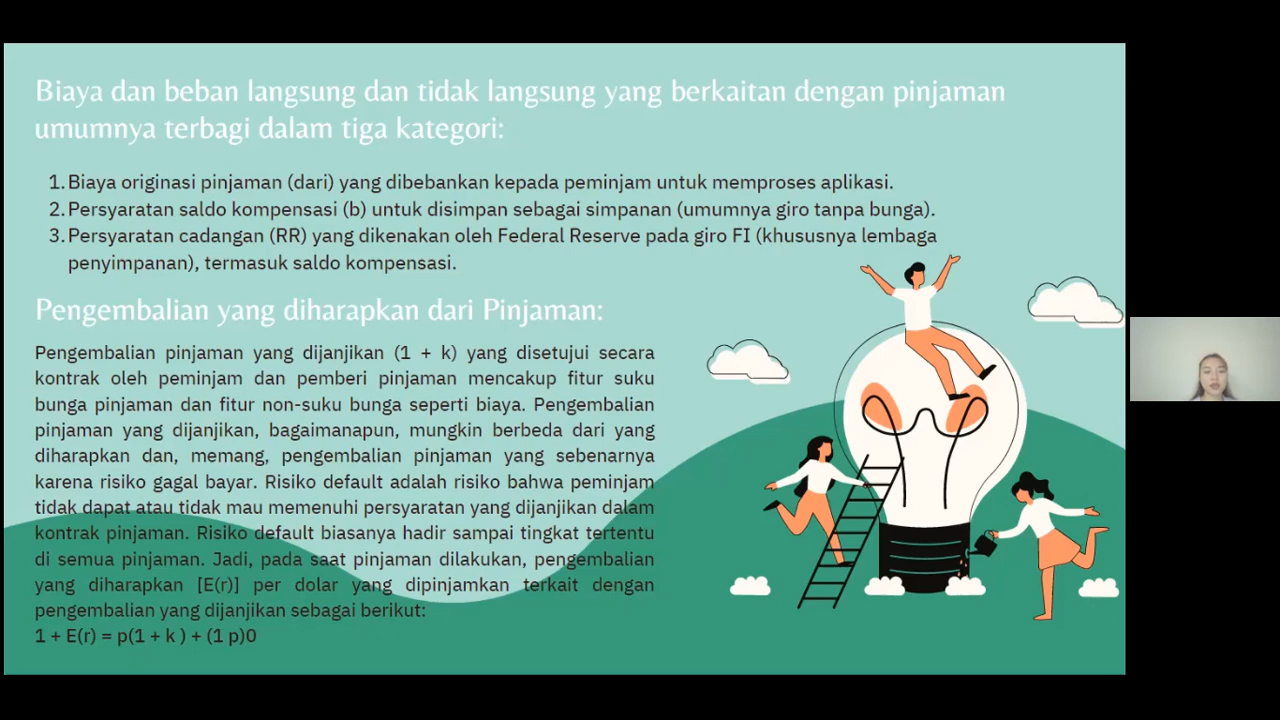 Biaya dan beban langsung dan tidak langsung yang berkaitan dengan pinjaman
umumnya terbagi dalam tiga kategori:
1. Biaya originasi pinjaman (dari) yang dibebankan kepada peminjam untuk memproses aplikasi.
2. Persyaratan saldo kompensasi (b) untuk disimpan sebagai simpanan (umumnya giro tanpa bunga).
3. Persyaratan cadangan (RR) yang dikenakan oleh Federal Reserve pada giro FI (khususnya lembaga
penyimpanan), termasuk saldo kompensasi.
Pengembalian yang diharapkan dari Pinjaman:
Pengembalian pinjaman yang dijanjikan (1 + k) yang disetujui secara
kontrak oleh peminjam dan pemberi pinjaman mencakup fitur suku
bunga pinjaman dan fitur non-suku bunga seperti biaya. Pengembalian
pinjaman yang dijanjikan, bagaimanapun, mungkin berbeda dari yang
diharapkan dan, memang, pengembalian pinjaman yang sebenarnya
karena risiko gagal bayar. Risiko default adalah risiko bahwa peminjam
tidak dapat atau tidak mau memenuhi persyaratan yang dijanjikan dalam
kontrak pinjaman. Risiko default biasanya hadir sampai tingkat tertentu
di semua pinjaman. Jadi, pada saat pinjaman dilakukan, pengembalian
yang diharapkan [E(r)] per dolar yang dipinjamkan terkait dengan
pengembalian yang dijanjikan sebagai berikut:
1 + E(r) = p(1 + k ) + (1 p)0